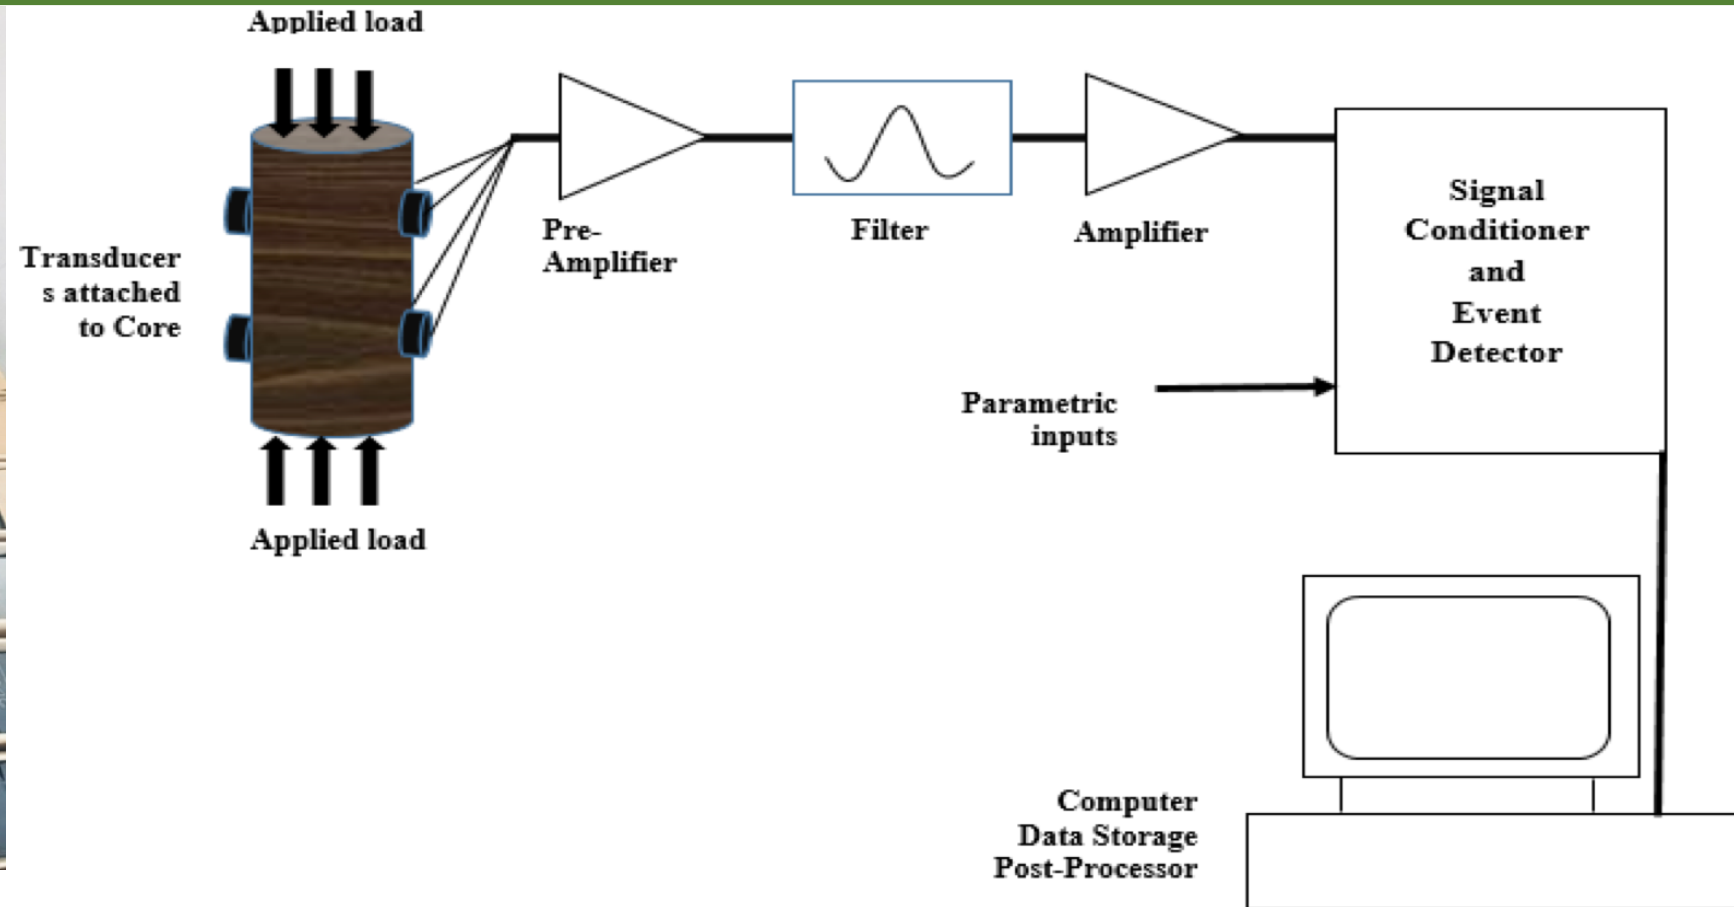 Applied load
Transducer
s attached
to Core
Pre-
Amplifier
Filter
Amplifier
Signal
Conditioner
and
Event
Detector
Parametric
inputs
Applied load
Computer
Data Storage
Post-Processor